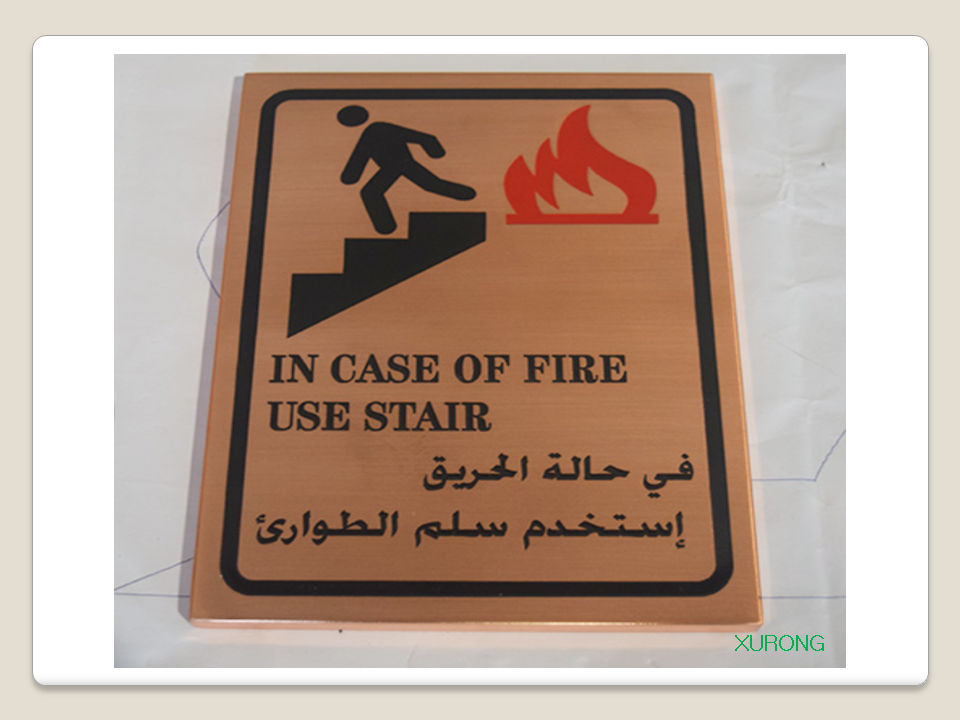 IN CASE OF FIRE
USE STAIR
في حالة الحريق
إستخدم سلم الطوارئ
XURONG